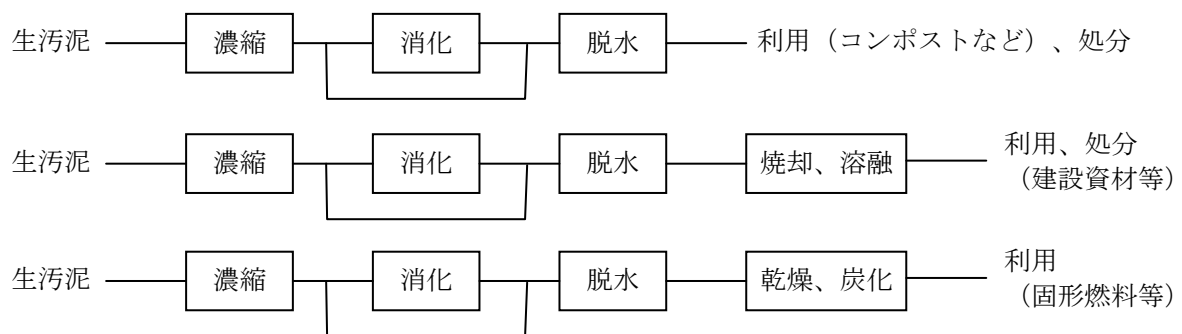 生汚泥 濃縮 消化 脱水 利用（コンポストなど）、処分
生汚泥 濃縮 消化 脱水 焼却、溶融 利用、処分
（建設資材等）
生汚泥 濃縮 消化 脱水 乾燥、炭化 利用
（固形燃料等）